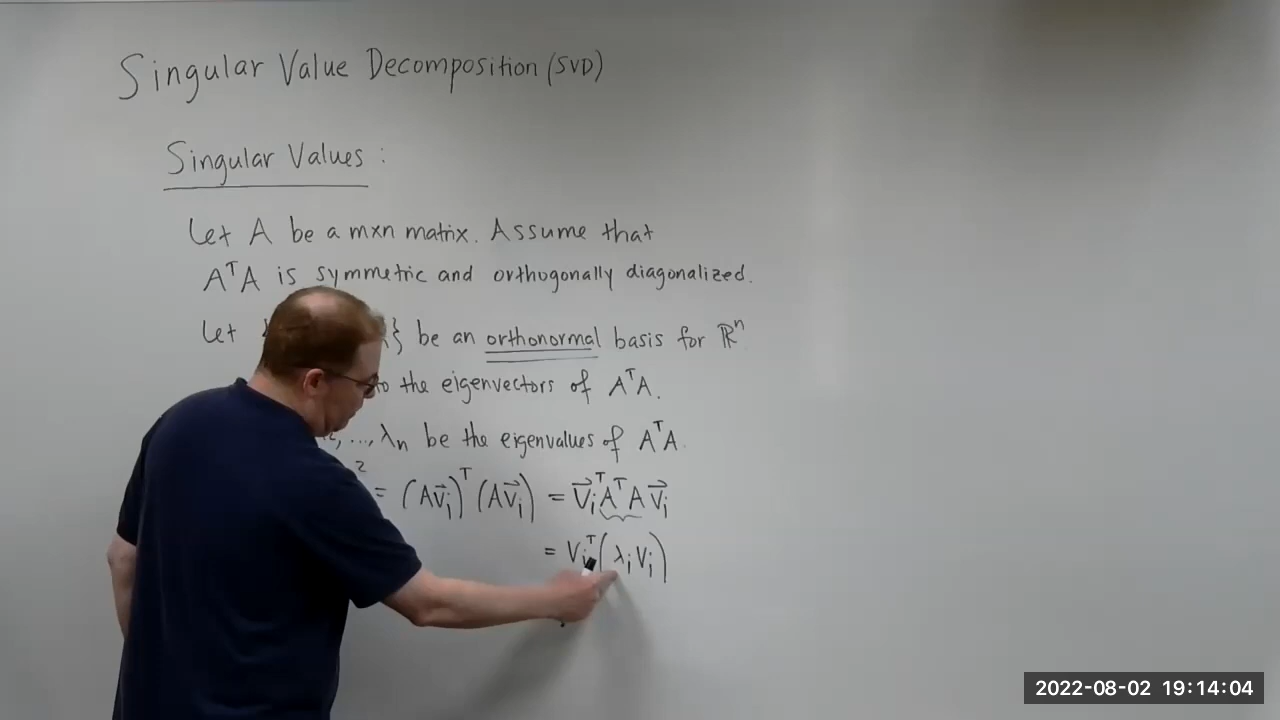 Singular Value Decomposition (SVD)
Singular Values :
Let A be a mxn matrix. Assume that
AᵀA is symmetric and orthogonally diagonalized.
Let } be an orthonormal basis for ℝⁿ
to the eigenvectors of AᵀA.
, ..., λn be the eigenvalues of AᵀA.
² = (Av⃗ᵢ)ᵀ(Av⃗ᵢ) = v⃗ᵢᵀAᵀAv⃗ᵢ
= Vᵢᵀ(λᵢVᵢ)
2022-08-02 19:14:04